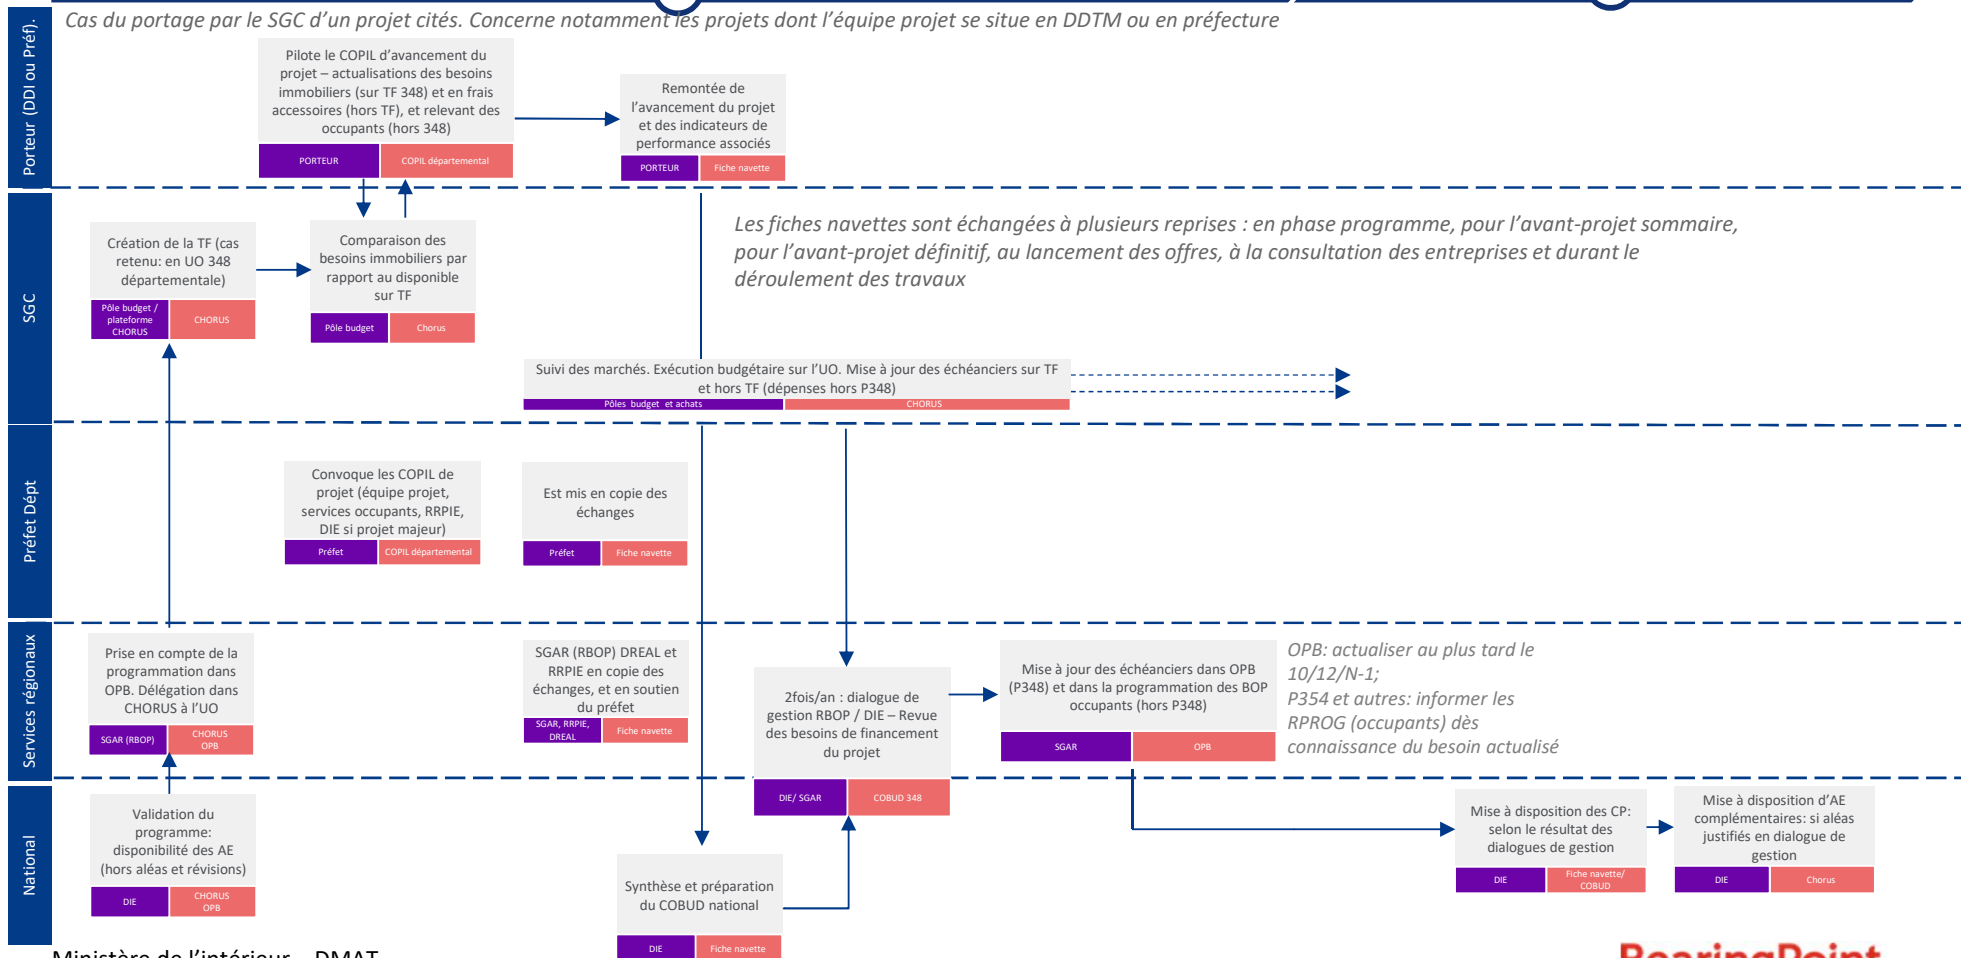 Cas du portage par le SGC d'un projet cités. Concerne notamment les projets dont l'équipe projet se situe en DDTM ou en préfecture
Porteur (DDI ou Préf).
Pilote le COPIL d'avancement du
projet – actualisations des besoins
immobiliers (sur TF 348) et en frais
accessoires (hors TF), et relevant des
occupants (hors 348)
PORTEUR
COPIL départemental
Remontée de
l'avancement du projet
et des indicateurs de
performance associés
PORTEUR
Fiche navette
SGC
Création de la TF (cas
retenu: en UO 348
départementale)
Pôle budget /
plateforme
CHORUS
CHORUS
Comparaison des
besoins immobiliers par
rapport au disponible
sur TF
Pôle budget
Chorus
Les fiches navettes sont échangées à plusieurs reprises : en phase programme, pour l'avant-projet sommaire,
pour l'avant-projet définitif, au lancement des offres, à la consultation des entreprises et durant le
déroulement des travaux
Suivi des marchés. Exécution budgétaire sur l'UO. Mise à jour des échéanciers sur TF
et hors TF (dépenses hors P348)
Pôles budget et achats
CHORUS
Préfet Dépt
Convoque les COPIL de
projet (équipe projet,
services occupants, RRPIE,
DIE si projet majeur)
Préfet
COPIL départemental
Est mis en copie des
échanges
Préfet
Fiche navette
Services régionaux
Prise en compte de la
programmation dans
OPB. Délégation dans
CHORUS à l'UO
SGAR (RBOP)
CHORUS
OPB
SGAR (RBOP) DREAL et
RRPIE en copie des
échanges, et en soutien
du préfet
SGAR, RRPIE,
DREAL
Fiche navette
2fois/an : dialogue de
gestion RBOP / DIE – Revue
des besoins de financement
du projet
DIE/ SGAR
COBUD 348
Mise à jour des échéanciers dans OPB
(P348) et dans la programmation des BOP
occupants (hors P348)
SGAR
OPB
OPB: actualiser au plus tard le
10/12/N-1;
P354 et autres: informer les
RPROG (occupants) dès
connaissance du besoin actualisé
National
Validation du
programme:
disponibilité des AE
(hors aléas et révisions)
DIE
CHORUS
OPB
Synthèse et préparation
du COBUD national
DIE
Fiche navette
Mise à disposition des CP:
selon le résultat des
dialogues de gestion
DIE
Fiche navette/
COBUD
Mise à disposition d'AE
complémentaires: si aléas
justifiés en dialogue de
gestion
DIE
Chorus
Ministère de l'intérieur – DMAT
BearingPoint